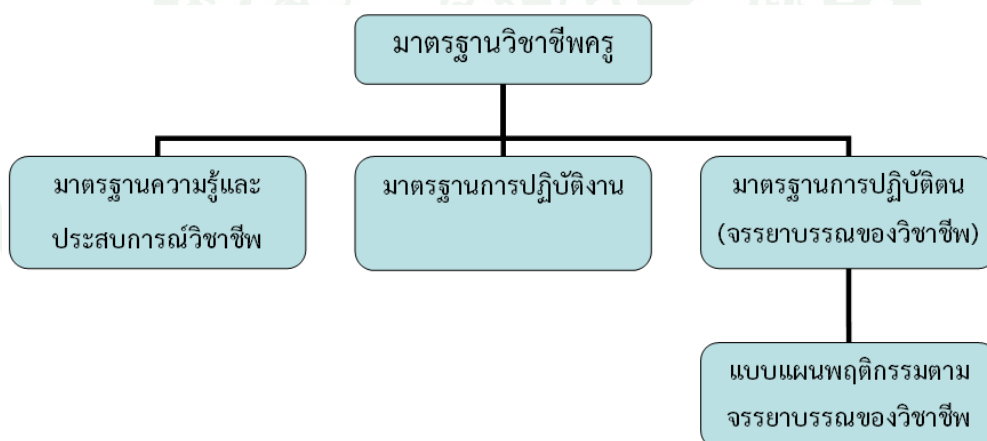 มาตรฐานวิชาชีพครู
มาตรฐานความรู้และ
ประสบการณ์วิชาชีพ
มาตรฐานการปฏิบัติงาน
มาตรฐานการปฏิบัติตน
(จรรยาบรรณของวิชาชีพ)
แบบแผนพฤติกรรมตาม
จรรยาบรรณของวิชาชีพ